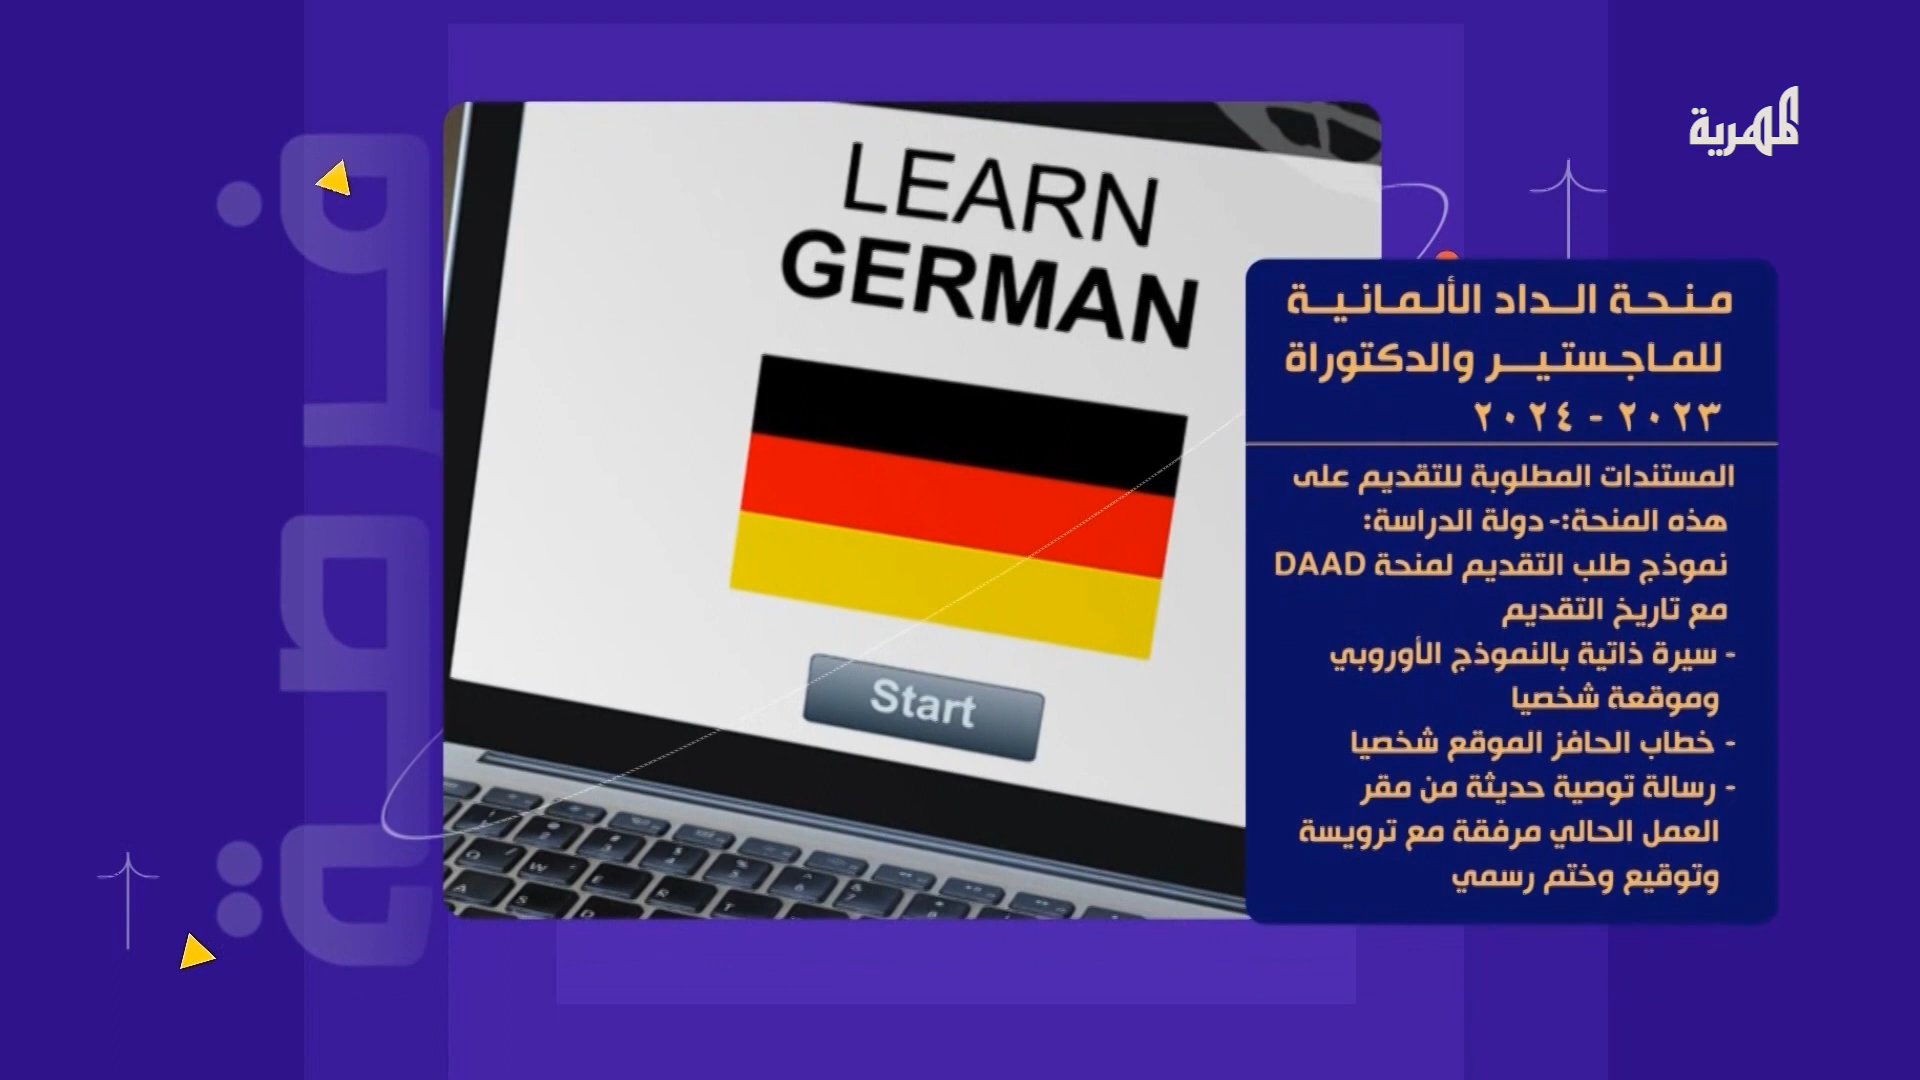 المهرية
فرصة
LEARN
GERMAN
Start
منحة الداد الألمانية
للماجستير والدكتوراة
٢٠٢٣ - ٢٠٢٤
المستندات المطلوبة للتقديم على
هذه المنحة:- دولة الدراسة:
نموذج طلب التقديم لمنحة DAAD
مع تاريخ التقديم
- سيرة ذاتية بالنموذج الأوروبي
وموقعة شخصيا
- خطاب الحافز الموقع شخصيا
- رسالة توصية حديثة من مقر
العمل الحالي مرفقة مع ترويسة
وتوقيع وختم رسمي